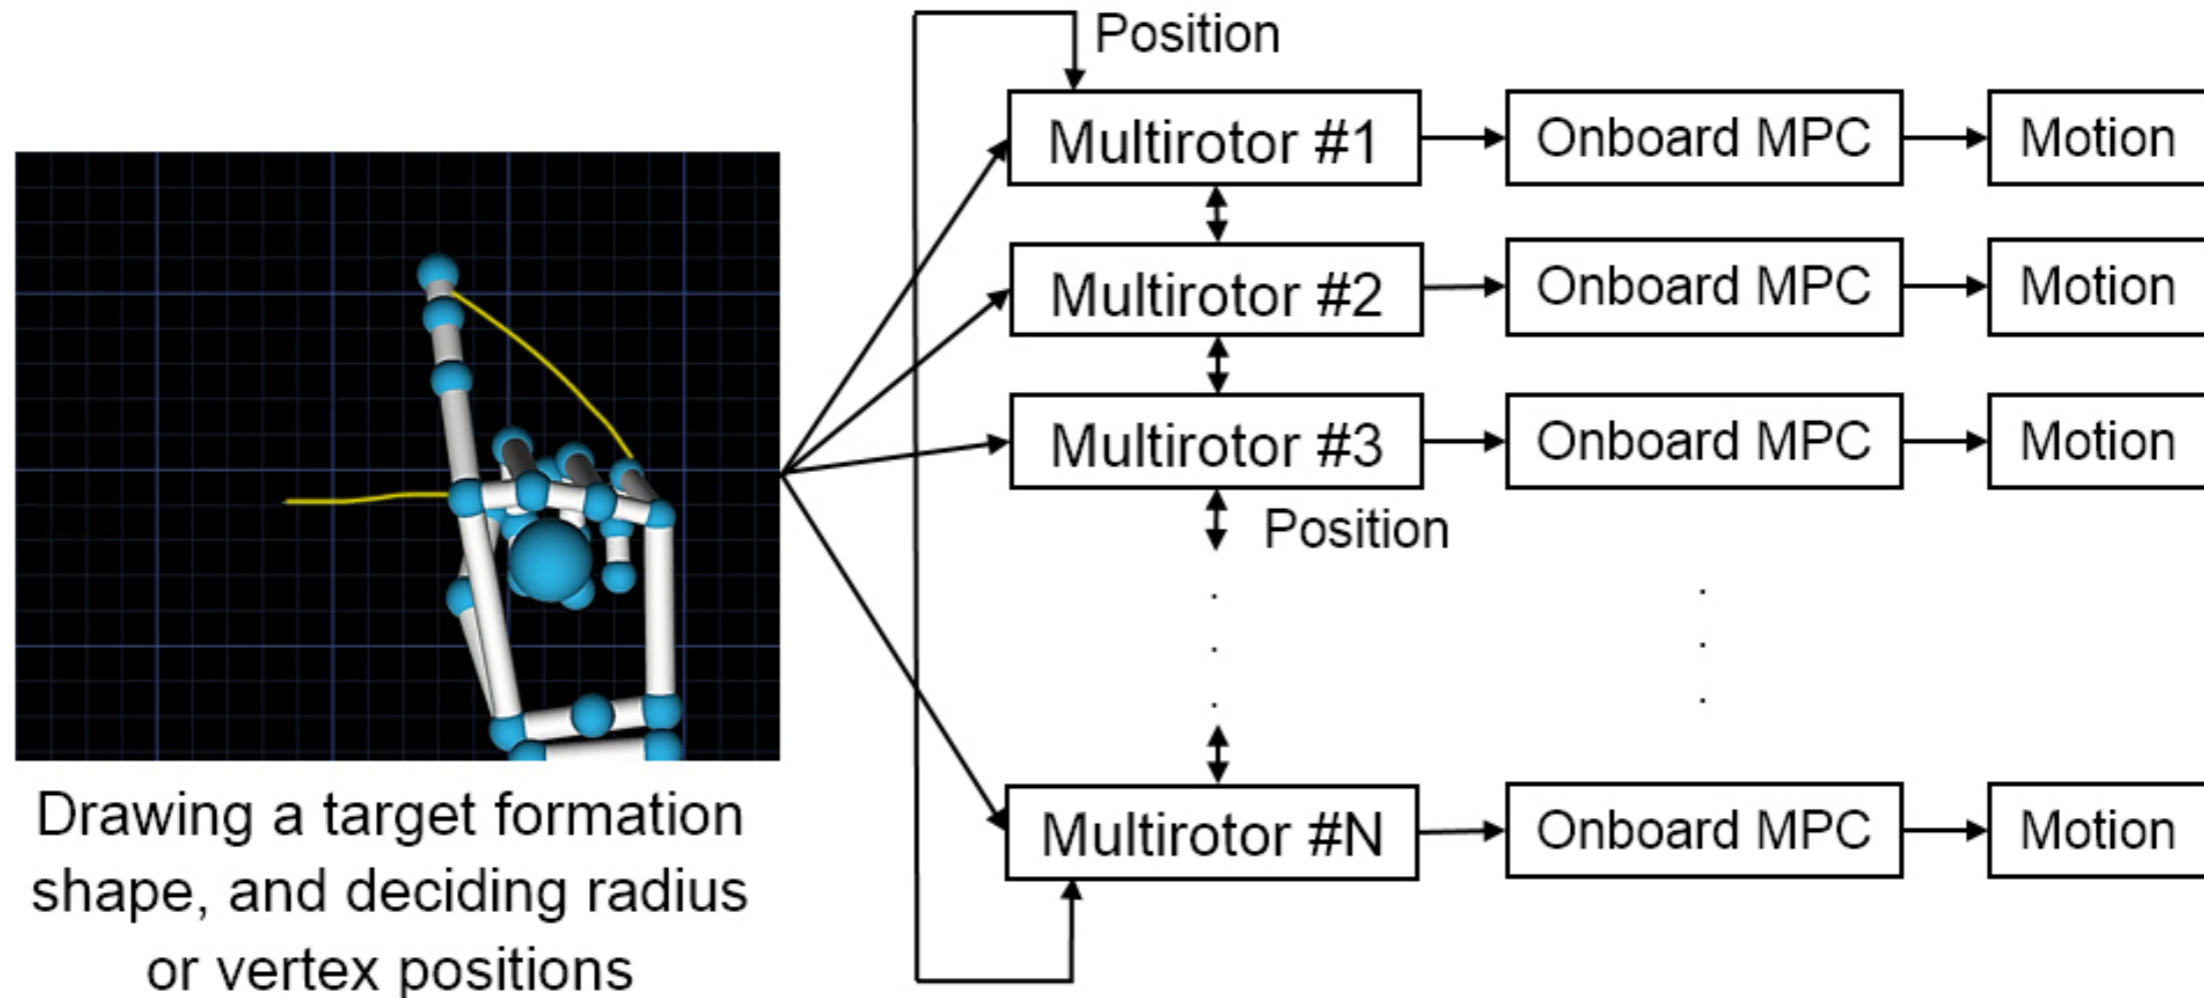 Position
Multirotor #1
Onboard MPC
Motion
Multirotor #2
Onboard MPC
Motion
Multirotor #3
Onboard MPC
Motion
Position
Multirotor #N
Onboard MPC
Motion
Drawing a target formation
shape, and deciding radius
or vertex positions